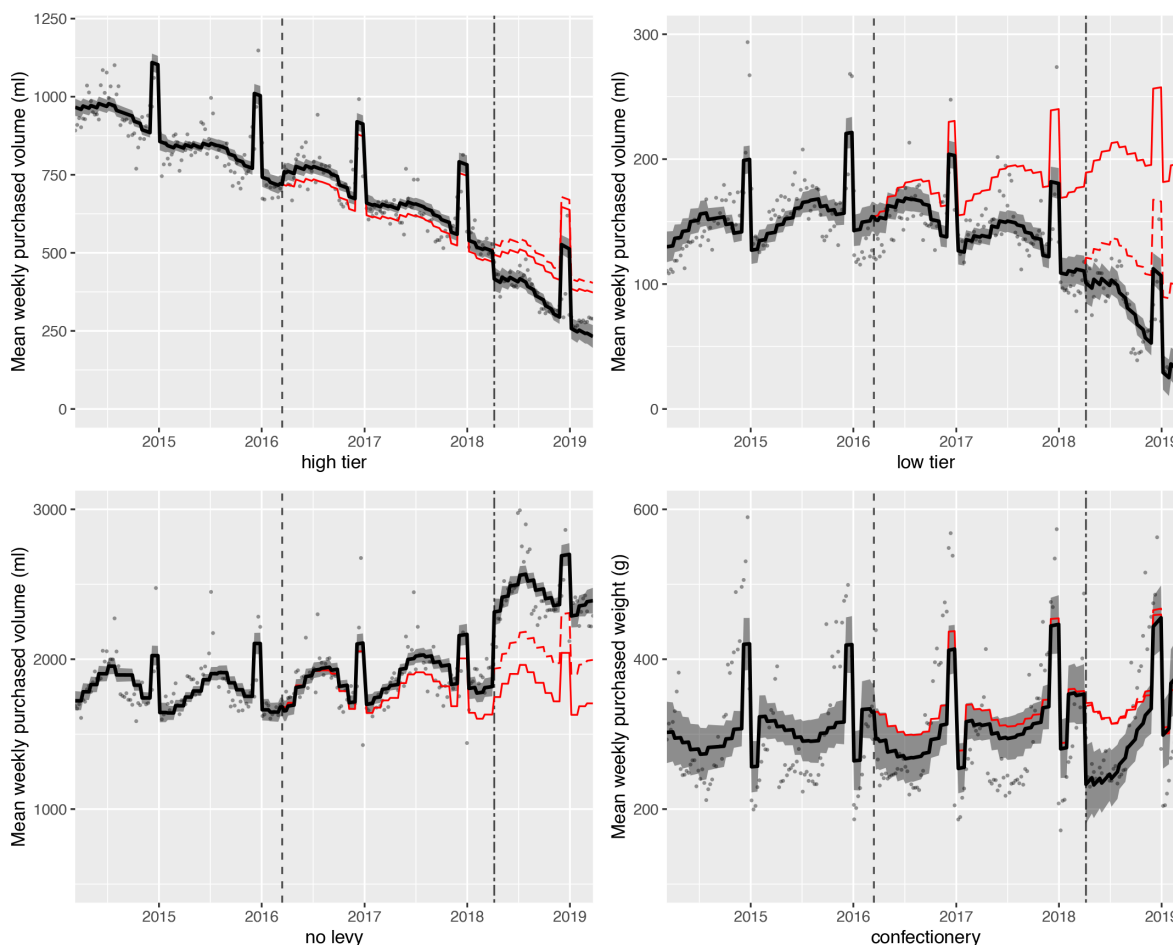 1250
1000
750
500
250
0
Mean weekly purchased volume (ml)
2015 2016 2017 2018 2019
high tier
300
200
100
0
Mean weekly purchased volume (ml)
2015 2016 2017 2018 2019
low tier
3000
2000
1000
Mean weekly purchased volume (ml)
2015 2016 2017 2018 2019
no levy
600
400
200
Mean weekly purchased weight (g)
2015 2016 2017 2018 2019
confectionery